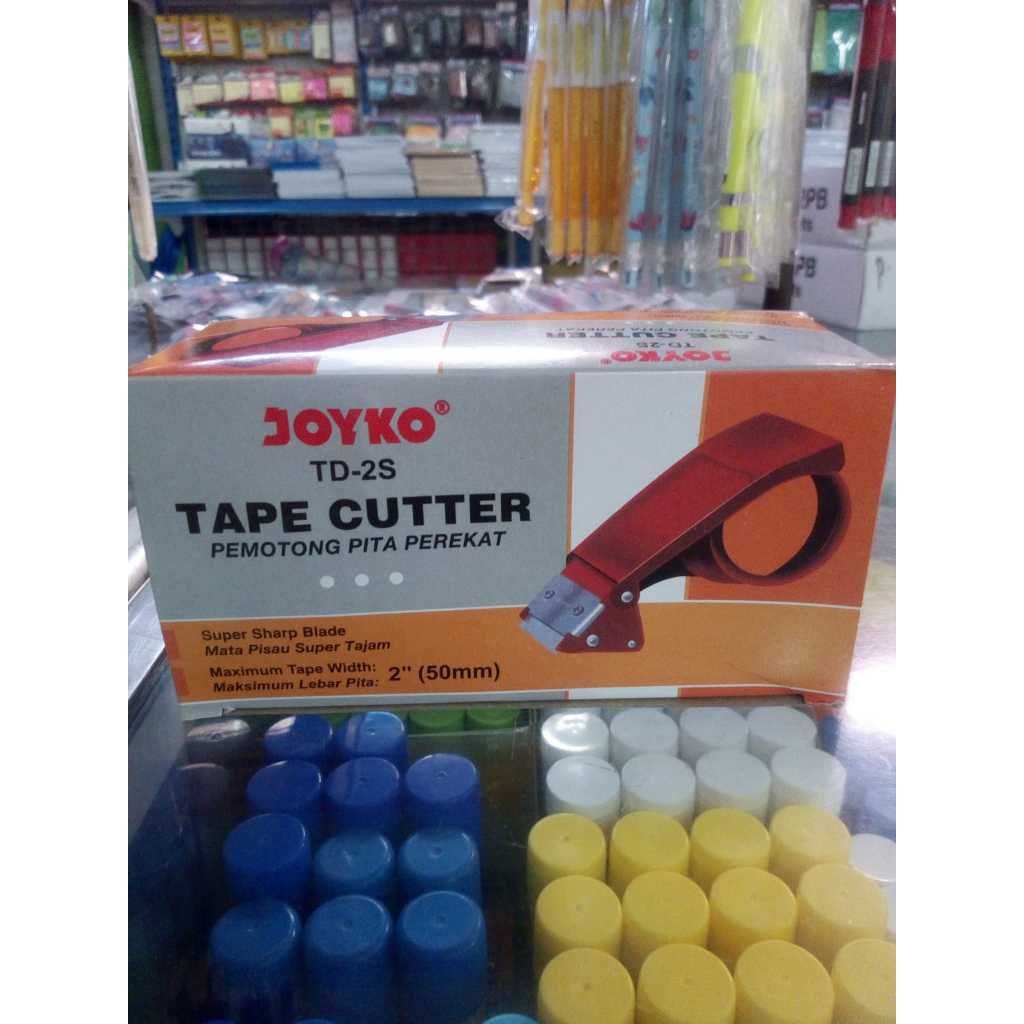 JOYKO®
TD-2S
TAPE CUTTER
PEMOTONG PITA PEREKAT
JOYKO®
TD-2S
TAPE CUTTER
PEMOTONG PITA PEREKAT
Super Sharp Blade
Mata Pisau Super Tajam
Maximum Tape Width: 2" (50mm)
Maksimum Lebar Pita: